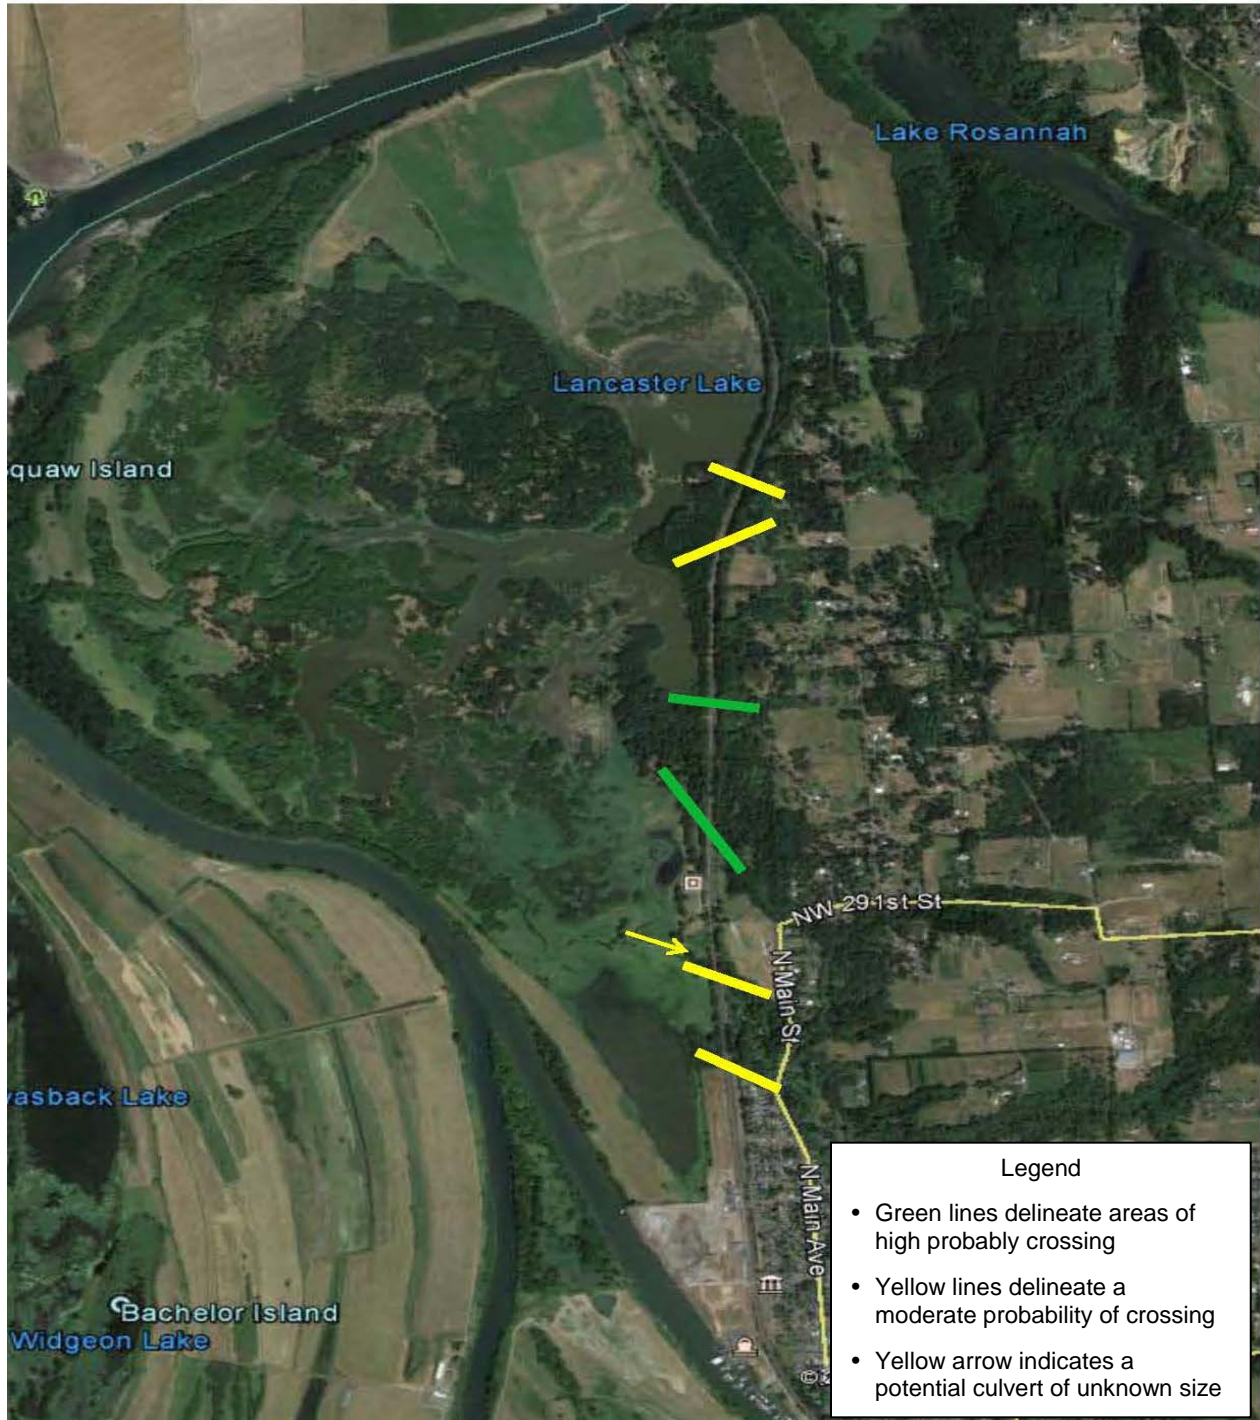 Lake Rosannah
Lancaster Lake
quaw Island
NW 291st St
N Main St
vasback Lake
N Main Ave
Bachelor Island
Widgeon Lake
©
Legend
• Green lines delineate areas of
high probably crossing
• Yellow lines delineate a
moderate probability of crossing
• Yellow arrow indicates a
potential culvert of unknown size